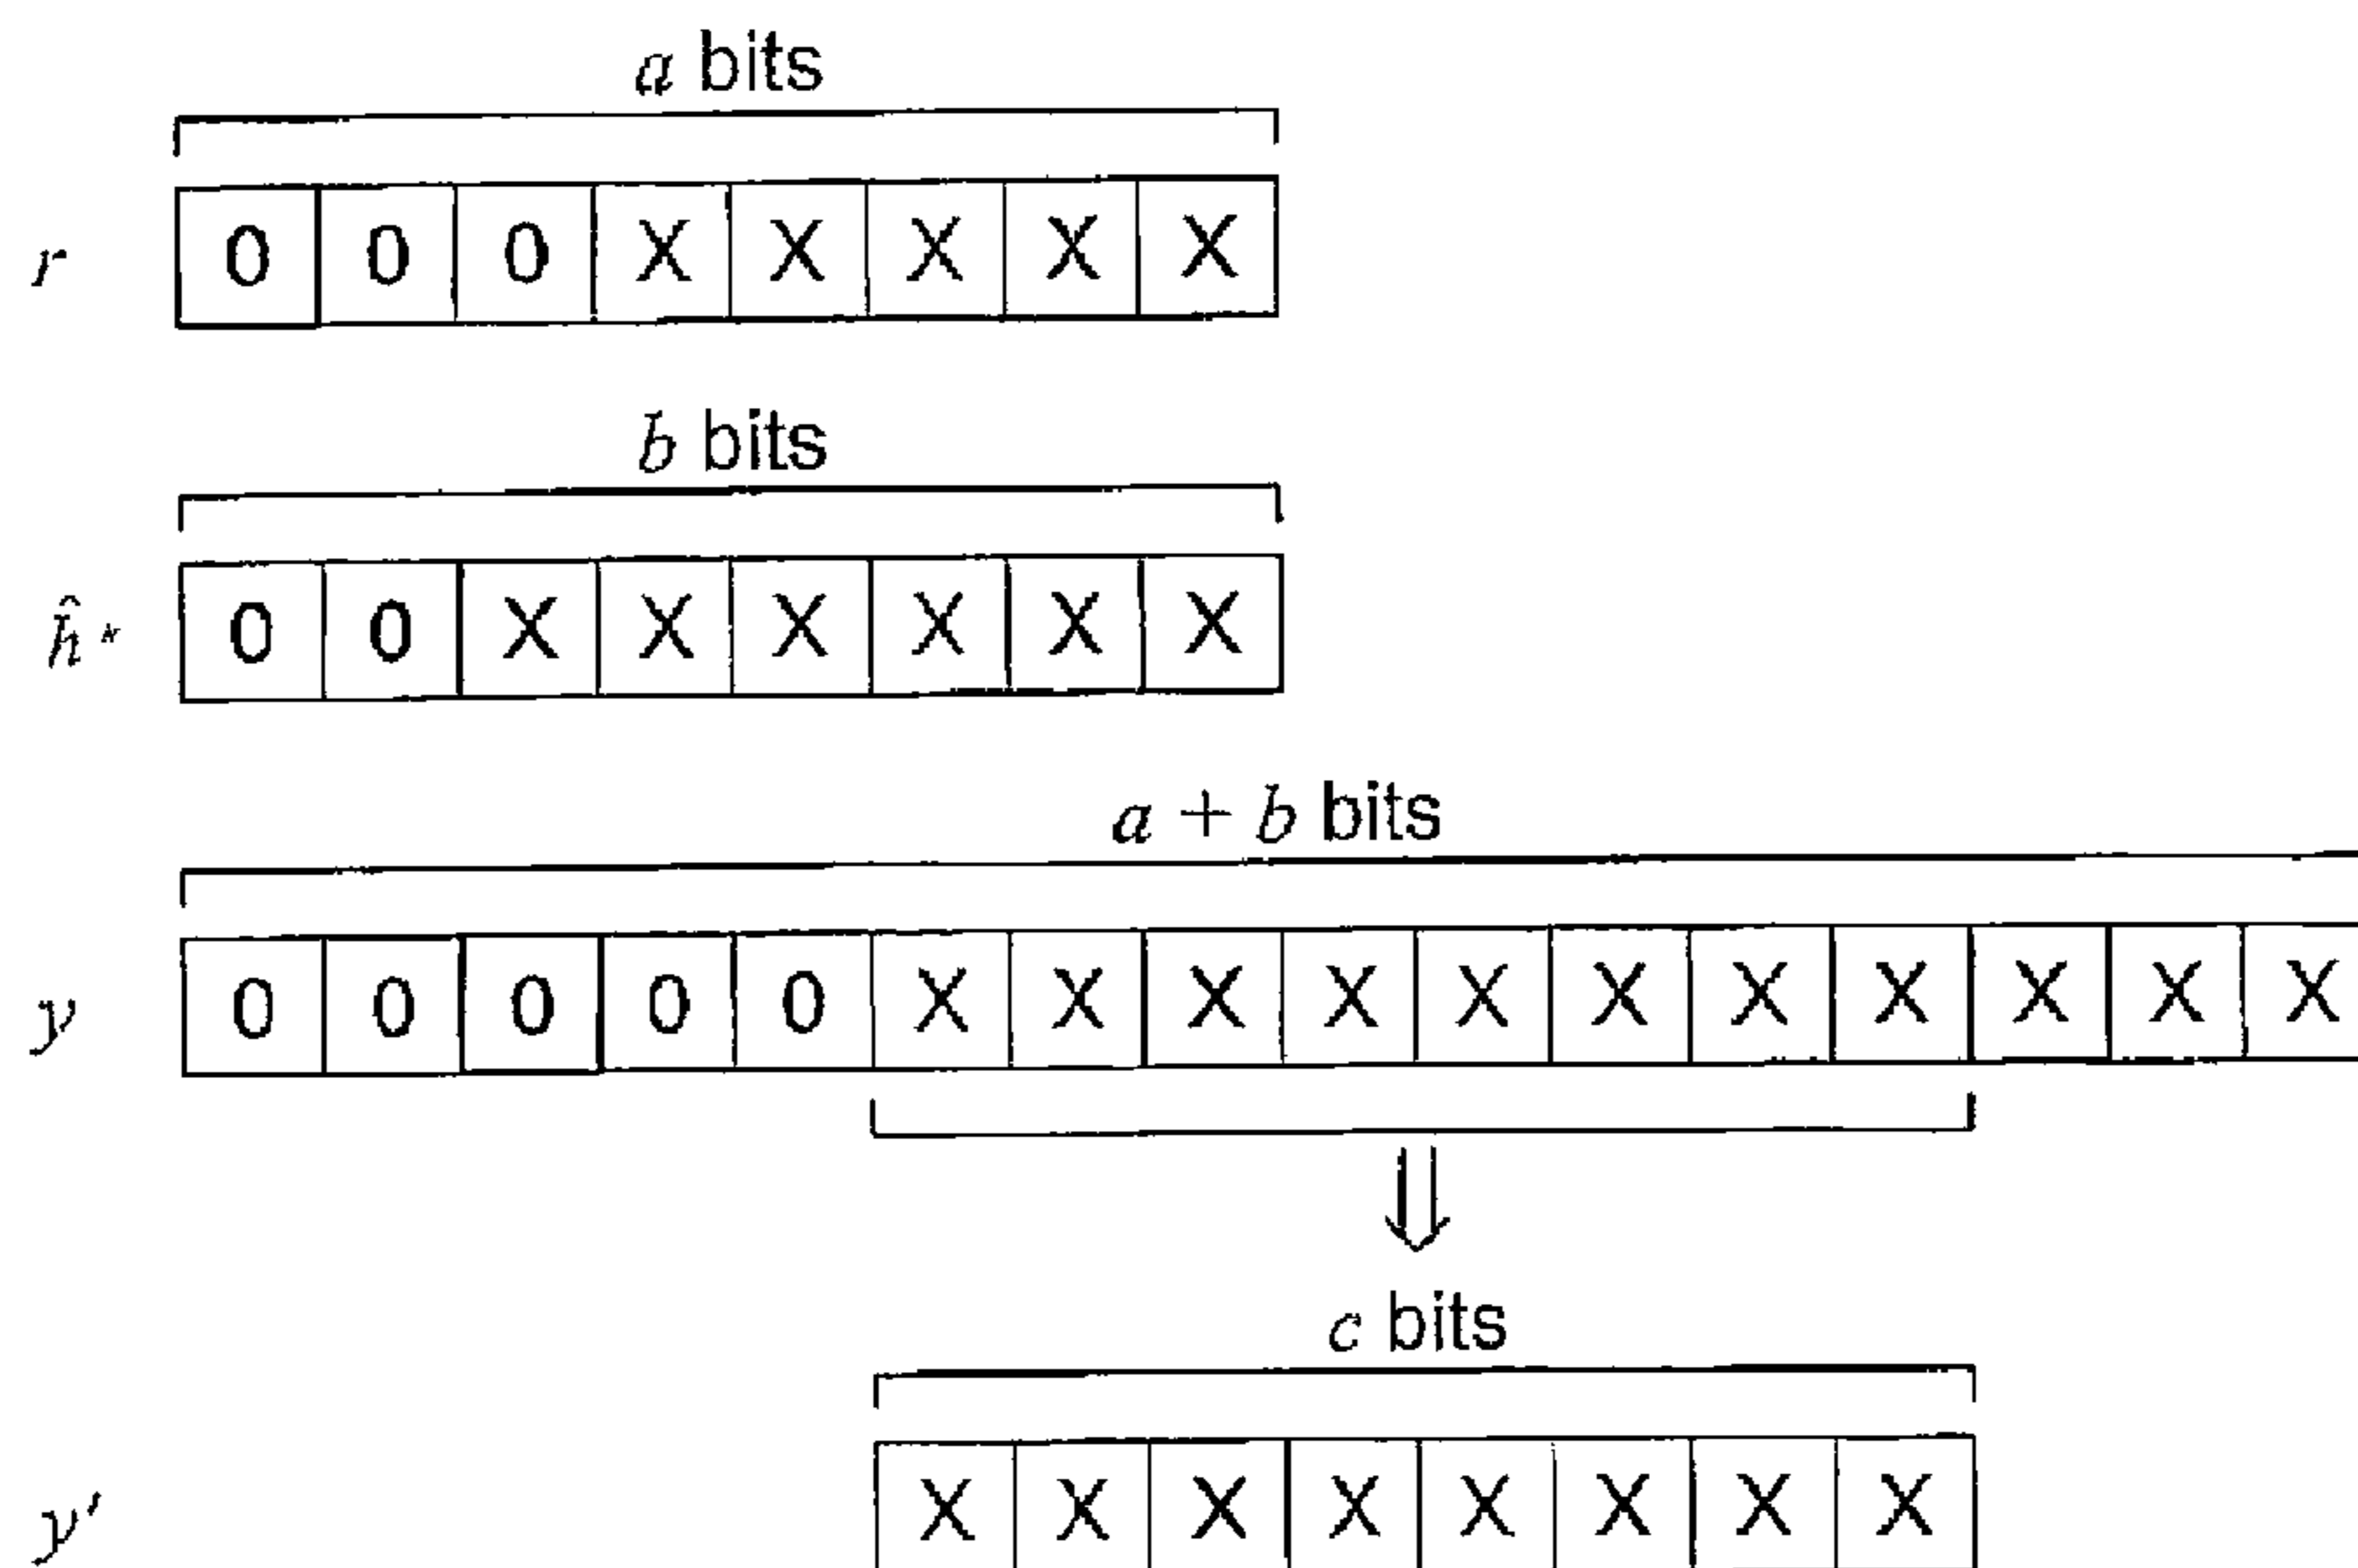 a bits
r 0 0 0 X X X X X
b bits
ĥ* 0 0 X X X X X X
a + b bits
y 0 0 0 0 0 X X X X X X X X X X X
c bits
y' X X X X X X X X